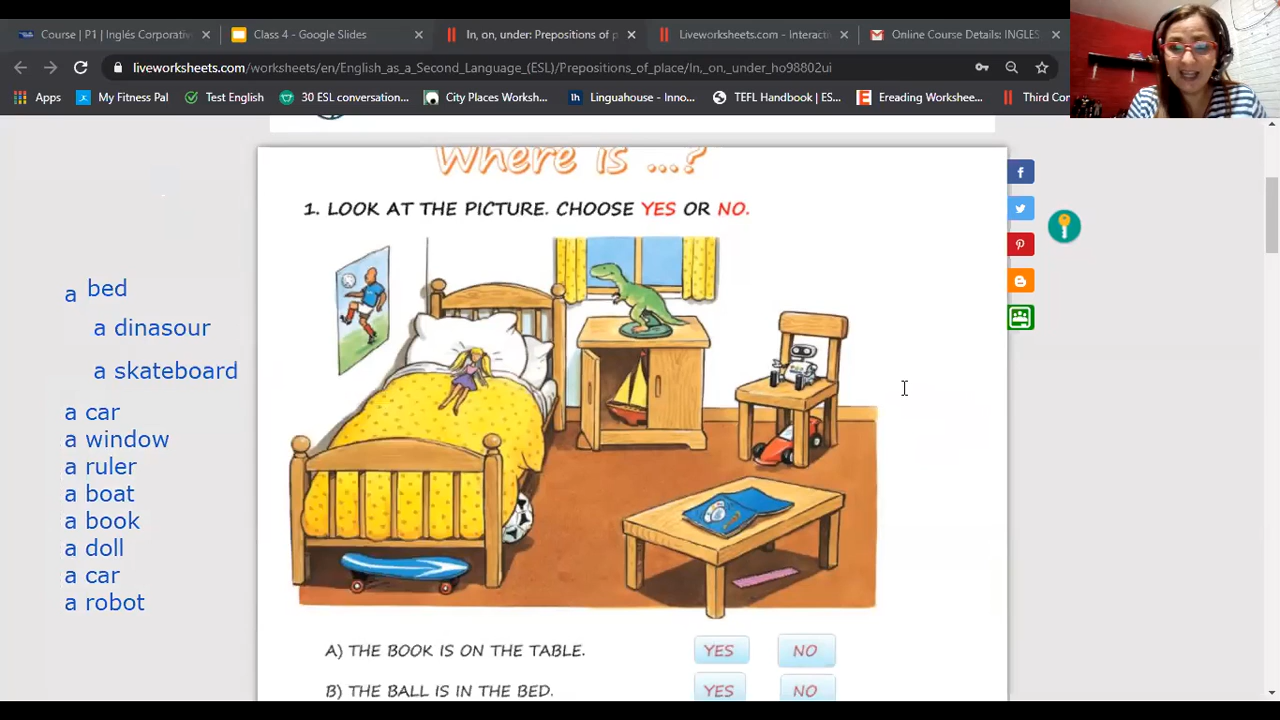 Course | P1 | Inglés Corporativ
Class 4 - Google Slides
In, on, under: Prepositions of p
Liveworksheets.com - Interacti
Online Course Details: INGLES
liveworksheets.com/worksheets/en/English_as_a_Second_Language_(ESL)/Prepositions_of_place/In,_on,_under_ho98802ui
Apps
My Fitness Pal
Test English
30 ESL conversation...
City Places Worksh...
Linguahouse - Inno...
TEFL Handbook | ES...
Ereading Workshee...
Third Con
Where is ...?
1. LOOK AT THE PICTURE. CHOOSE YES OR NO.
a bed
a dinasour
a skateboard
a car
a window
a ruler
a boat
a book
a doll
a car
a robot
A) THE BOOK IS ON THE TABLE. YES NO
B) THE BALL IS IN THE BED. YES NO